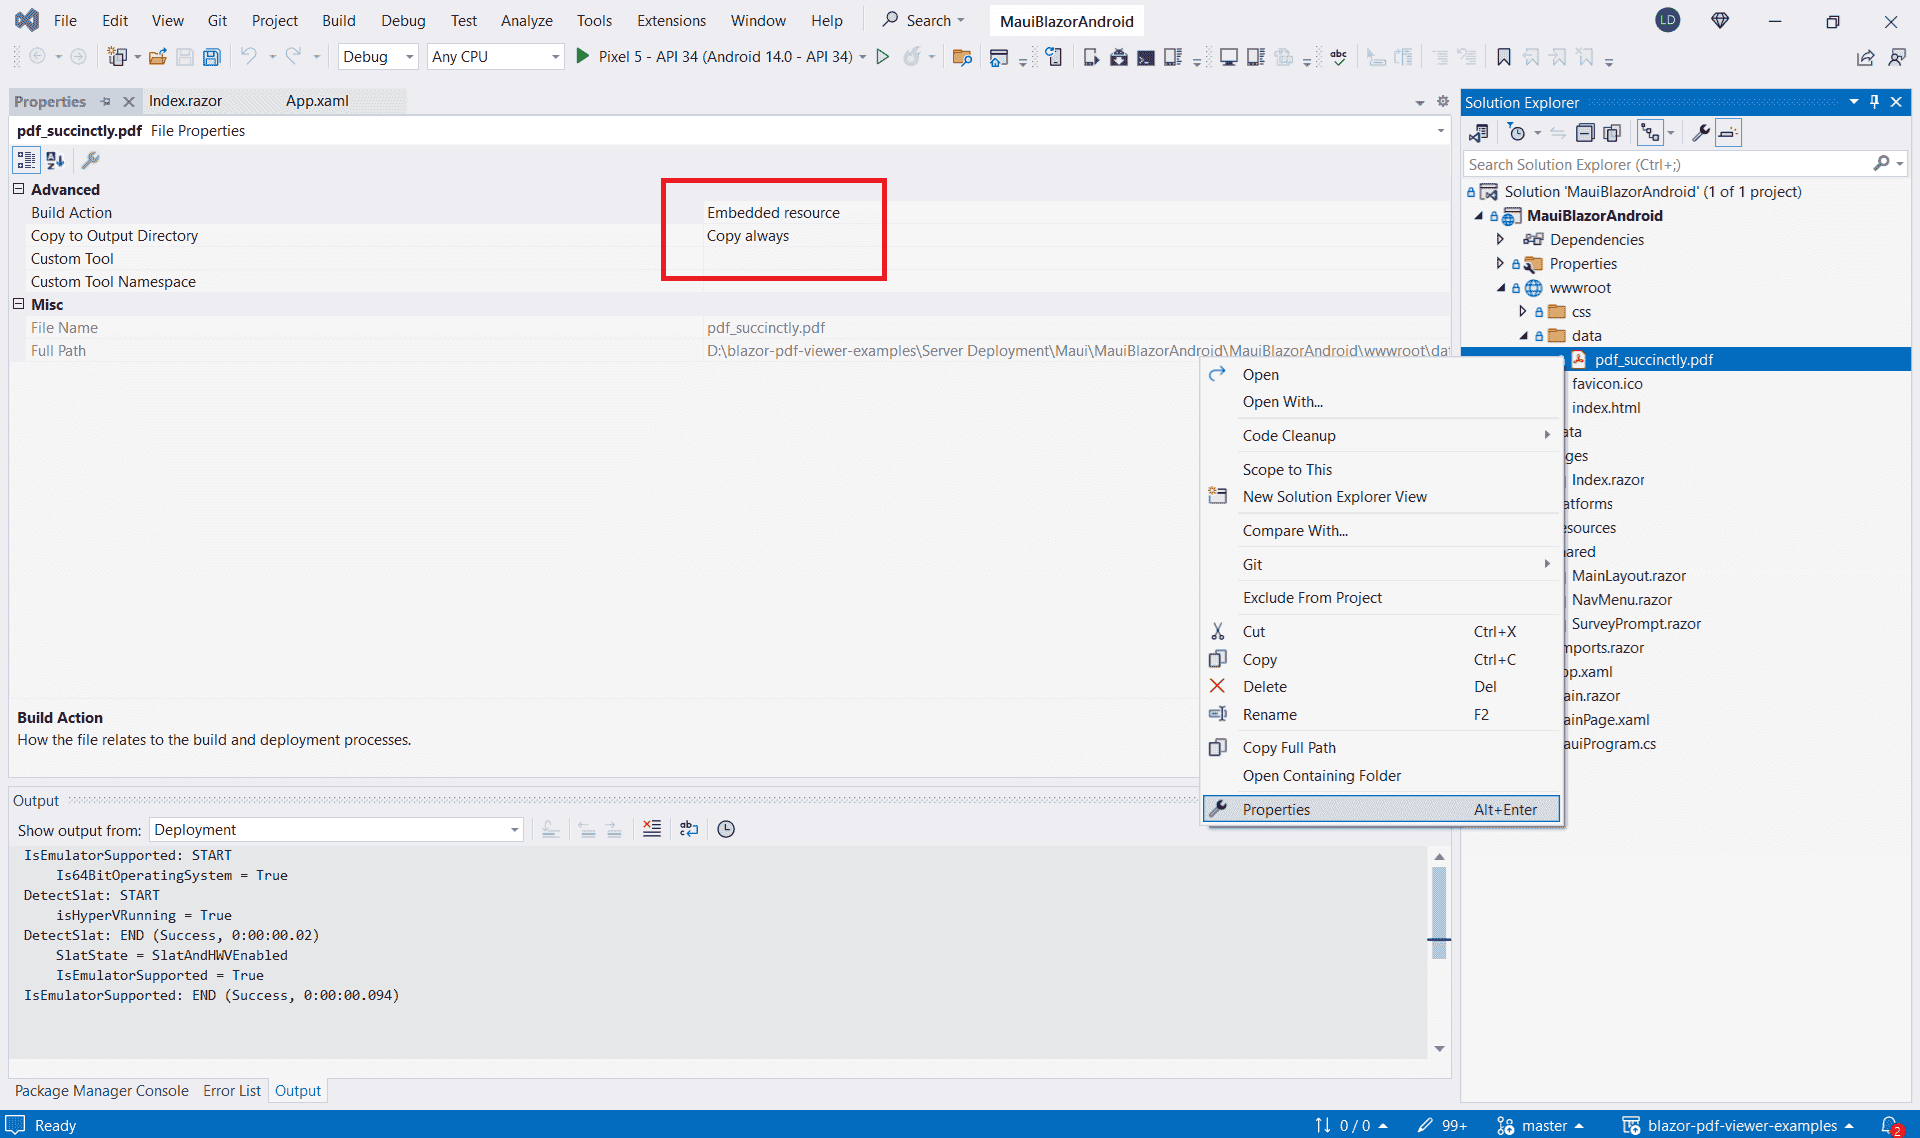 File Edit View Git Project Build Debug Test Analyze Tools Extensions Window Help Search MauiBlazorAndroid LD
Debug Any CPU Pixel 5 - API 34 (Android 14.0 - API 34)
Properties Index.razor App.xaml
pdf_succinctly.pdf File Properties
Advanced
Build Action Embedded resource
Copy to Output Directory Copy always
Custom Tool
Custom Tool Namespace
Misc
File Name pdf_succinctly.pdf
Full Path D:\blazor-pdf-viewer-examples\Server Deployment\Maui\MauiBlazorAndroid\MauiBlazorAndroid\wwwroot\dat
Build Action
How the file relates to the build and deployment processes.
Output
Show output from: Deployment
IsEmulatorSupported: START
Is64BitOperatingSystem = True
DetectSlat: START
isHyperVRunning = True
DetectSlat: END (Success, 0:00:00.02)
SlatState = SlatAndHWVEnabled
IsEmulatorSupported = True
IsEmulatorSupported: END (Success, 0:00:00.094)
Package Manager Console Error List Output
Solution Explorer
Search Solution Explorer (Ctrl+;)
Solution 'MauiBlazorAndroid' (1 of 1 project)
MauiBlazorAndroid
Dependencies
Properties
wwwroot
css
data
pdf_succinctly.pdf
favicon.ico
index.html
ata
ges
Index.razor
atforms
esources
ared
MainLayout.razor
NavMenu.razor
SurveyPrompt.razor
mports.razor
pp.xaml
ain.razor
ainPage.xaml
auiProgram.cs
Open
Open With...
Code Cleanup
Scope to This
New Solution Explorer View
Compare With...
Git
Exclude From Project
Cut Ctrl+X
Copy Ctrl+C
Delete Del
Rename F2
Copy Full Path
Open Containing Folder
Properties Alt+Enter
Ready 0 / 0 99+ master blazor-pdf-viewer-examples 2